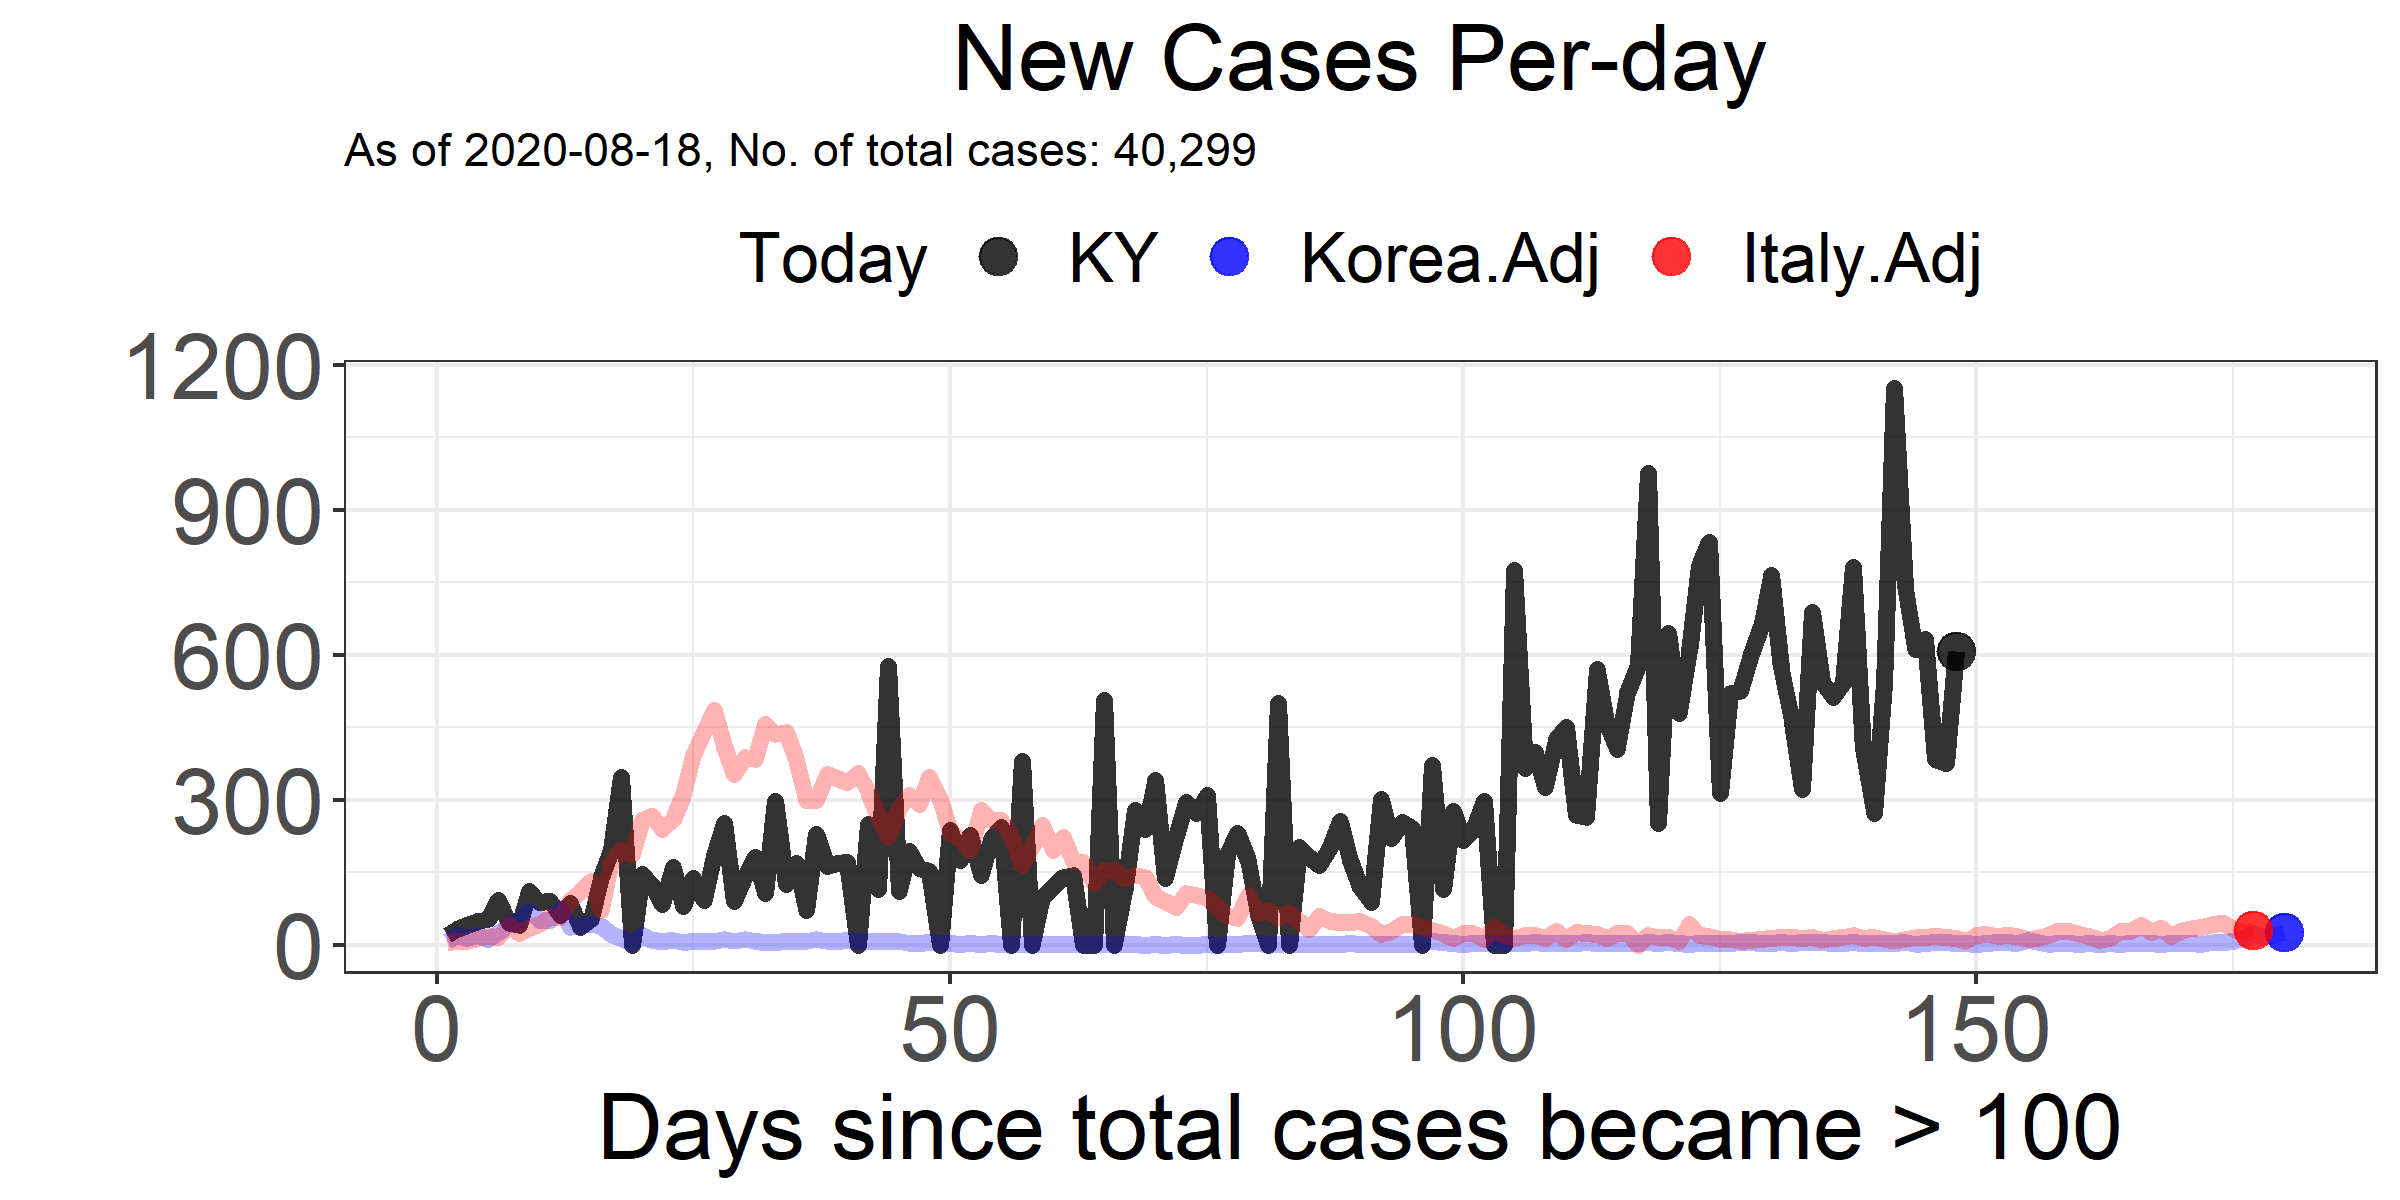 New Cases Per-day
As of 2020-08-18, No. of total cases: 40,299
Today KY Korea.Adj Italy.Adj
1200
900
600
300
0
0 50 100 150
Days since total cases became > 100